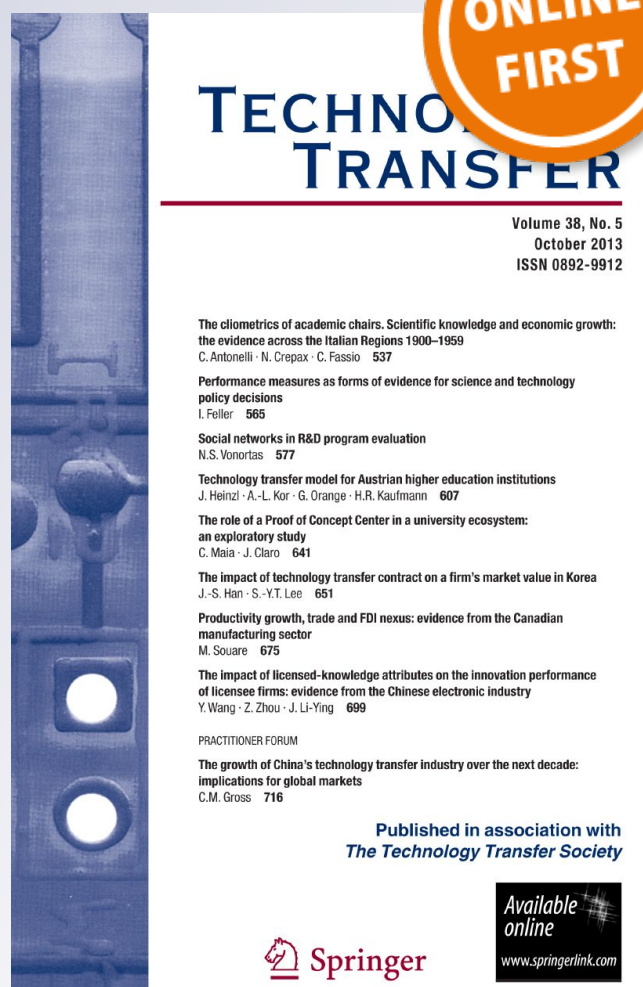 ONLINE
FIRST
TECHNO
TRANSFER
Volume 38, No. 5
October 2013
ISSN 0892-9912
The cliometrics of academic chairs. Scientific knowledge and economic growth:
the evidence across the Italian Regions 1900–1959
C. Antonelli · N. Crepax · C. Fassio 537
Performance measures as forms of evidence for science and technology
policy decisions
I. Feller 565
Social networks in R&D program evaluation
N.S. Vonortas 577
Technology transfer model for Austrian higher education institutions
J. Heinzl · A.-L. Kor · G. Orange · H.R. Kaufmann 607
The role of a Proof of Concept Center in a university ecosystem:
an exploratory study
C. Maia · J. Claro 641
The impact of technology transfer contract on a firm's market value in Korea
J.-S. Han · S.-Y.T. Lee 651
Productivity growth, trade and FDI nexus: evidence from the Canadian
manufacturing sector
M. Souare 675
The impact of licensed-knowledge attributes on the innovation performance
of licensee firms: evidence from the Chinese electronic industry
Y. Wang · Z. Zhou · J. Li-Ying 699
PRACTITIONER FORUM
The growth of China's technology transfer industry over the next decade:
implications for global markets
C.M. Gross 716
Published in association with
The Technology Transfer Society
Available
online
www.springerlink.com
Springer